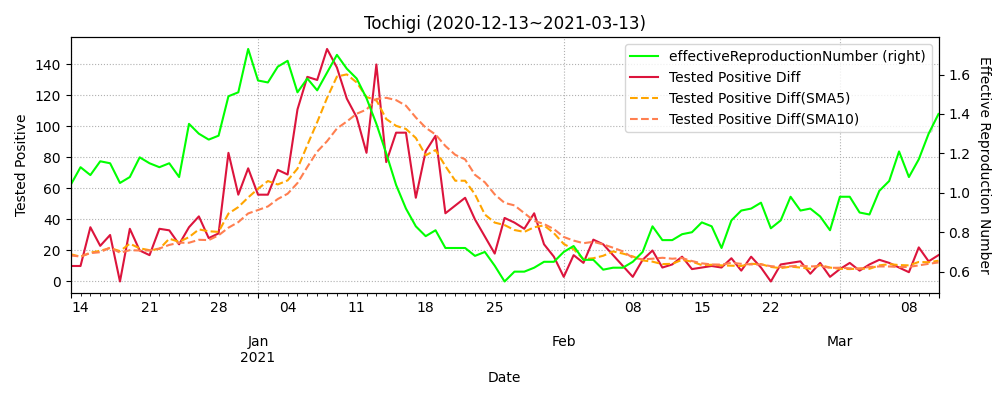 Tochigi (2020-12-13~2021-03-13)
effectiveReproductionNumber (right)
Tested Positive Diff
Tested Positive Diff(SMA5)
Tested Positive Diff(SMA10)
Tested Positive
140
120
100
80
60
40
20
0
Effective Reproduction Number
1.6
1.4
1.2
1.0
0.8
0.6
14 21 28 04 11 18 25 08 15 22 08
Jan Feb Mar
2021
Date